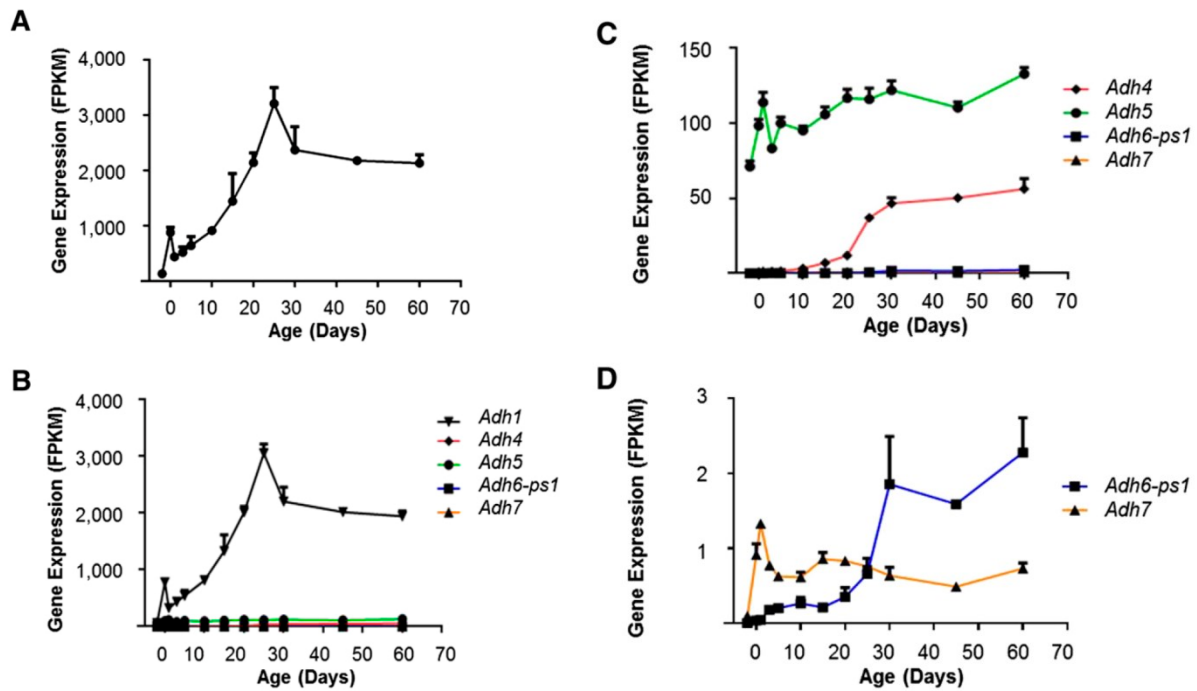 A
Gene Expression (FPKM)
4,000
3,000
2,000
1,000
0 10 20 30 40 50 60 70
Age (Days)
B
Gene Expression (FPKM)
4,000
3,000
2,000
1,000
0 10 20 30 40 50 60 70
Age (Days)
Adh1
Adh4
Adh5
Adh6-ps1
Adh7
C
Gene Expression (FPKM)
150
100
50
0 10 20 30 40 50 60 70
Age (Days)
Adh4
Adh5
Adh6-ps1
Adh7
D
Gene Expression (FPKM)
3
2
1
0 10 20 30 40 50 60 70
Age (Days)
Adh6-ps1
Adh7